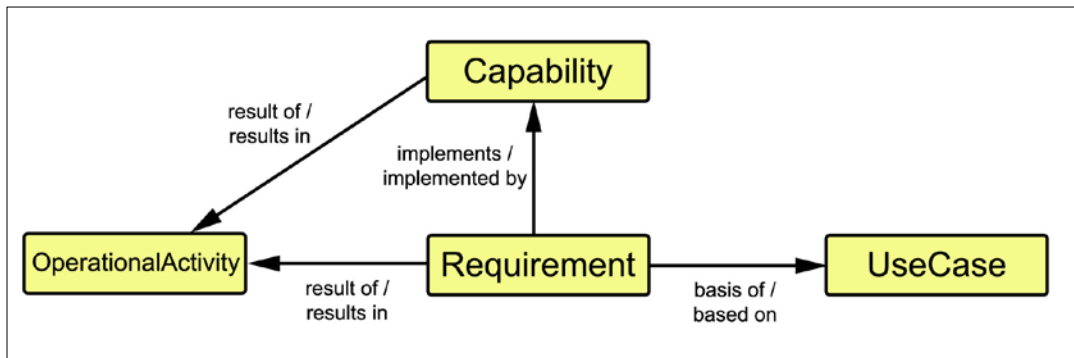 Capability
result of /
results in
implements /
implemented by
OperationalActivity
Requirement
UseCase
result of /
results in
basis of /
based on